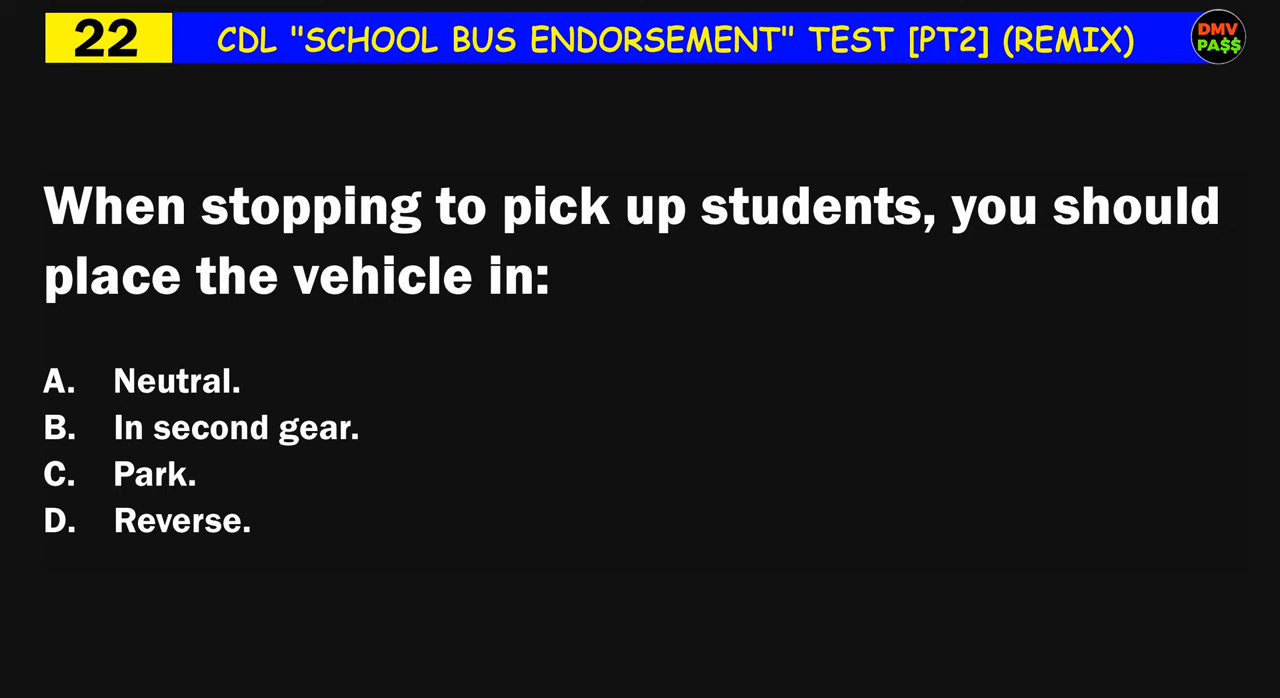 22
CDL "SCHOOL BUS ENDORSEMENT" TEST [PT2] (REMIX)
DMV
PA$$
When stopping to pick up students, you should
place the vehicle in:
A. Neutral.
B. In second gear.
C. Park.
D. Reverse.